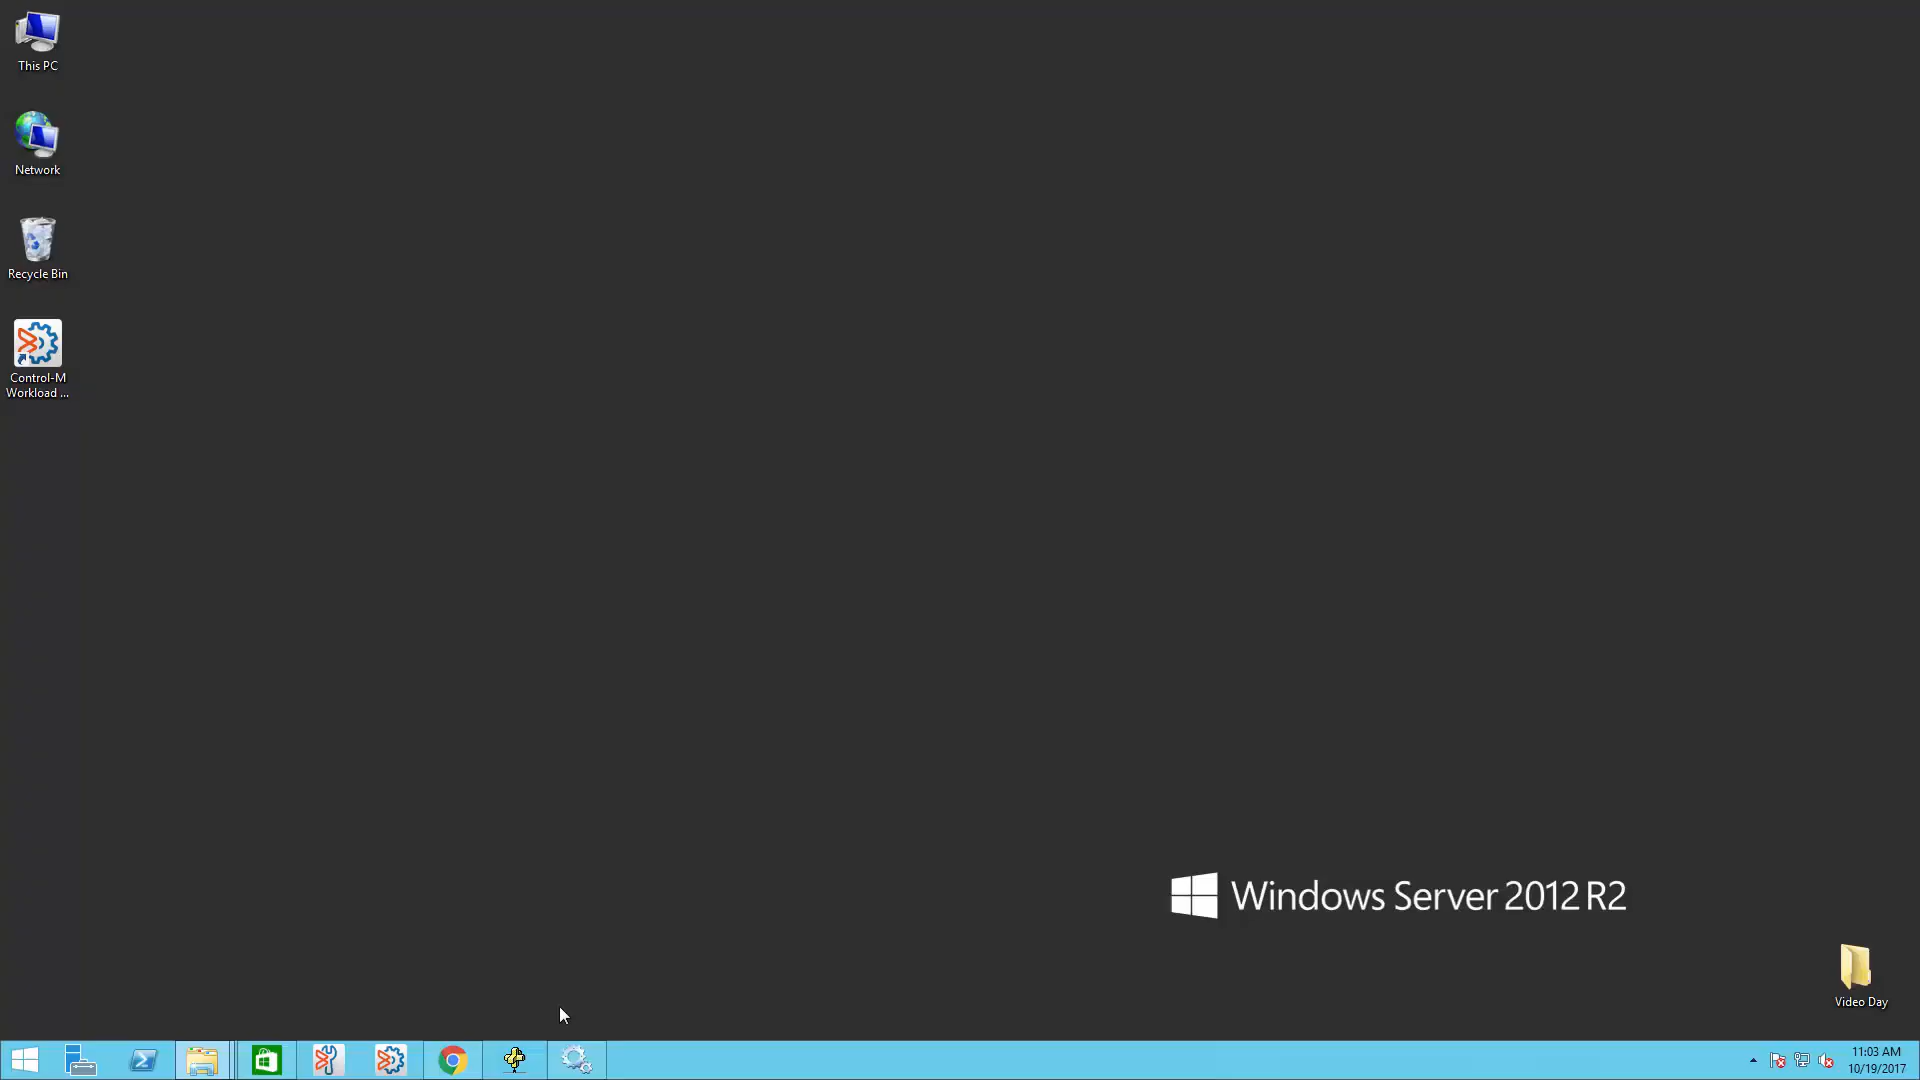 This PC
Network
Recycle Bin
Control-M
Workload ...
Windows Server 2012 R2
Video Day
11:03 AM
10/19/2017